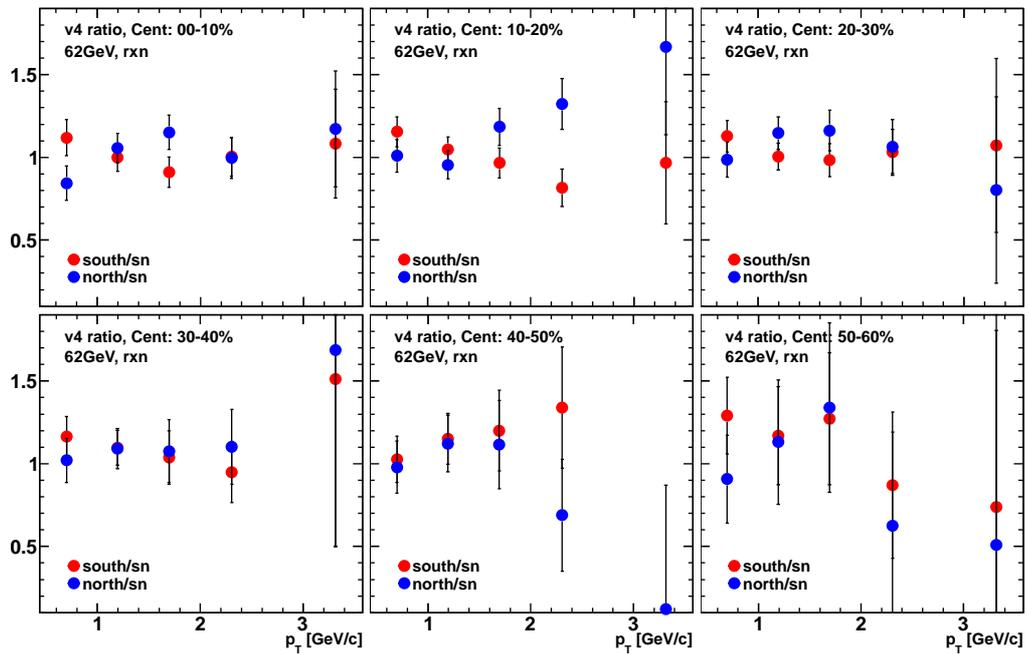 v4 ratio, Cent: 00-10%
62GeV, rxn
1.5
1
0.5
south/sn
north/sn
v4 ratio, Cent: 10-20%
62GeV, rxn
south/sn
north/sn
v4 ratio, Cent: 20-30%
62GeV, rxn
south/sn
north/sn
v4 ratio, Cent: 30-40%
62GeV, rxn
1.5
1
0.5
south/sn
north/sn
1 2 3
p_T [GeV/c]
v4 ratio, Cent: 40-50%
62GeV, rxn
south/sn
north/sn
1 2 3
p_T [GeV/c]
v4 ratio, Cent: 50-60%
62GeV, rxn
south/sn
north/sn
1 2 3
p_T [GeV/c]